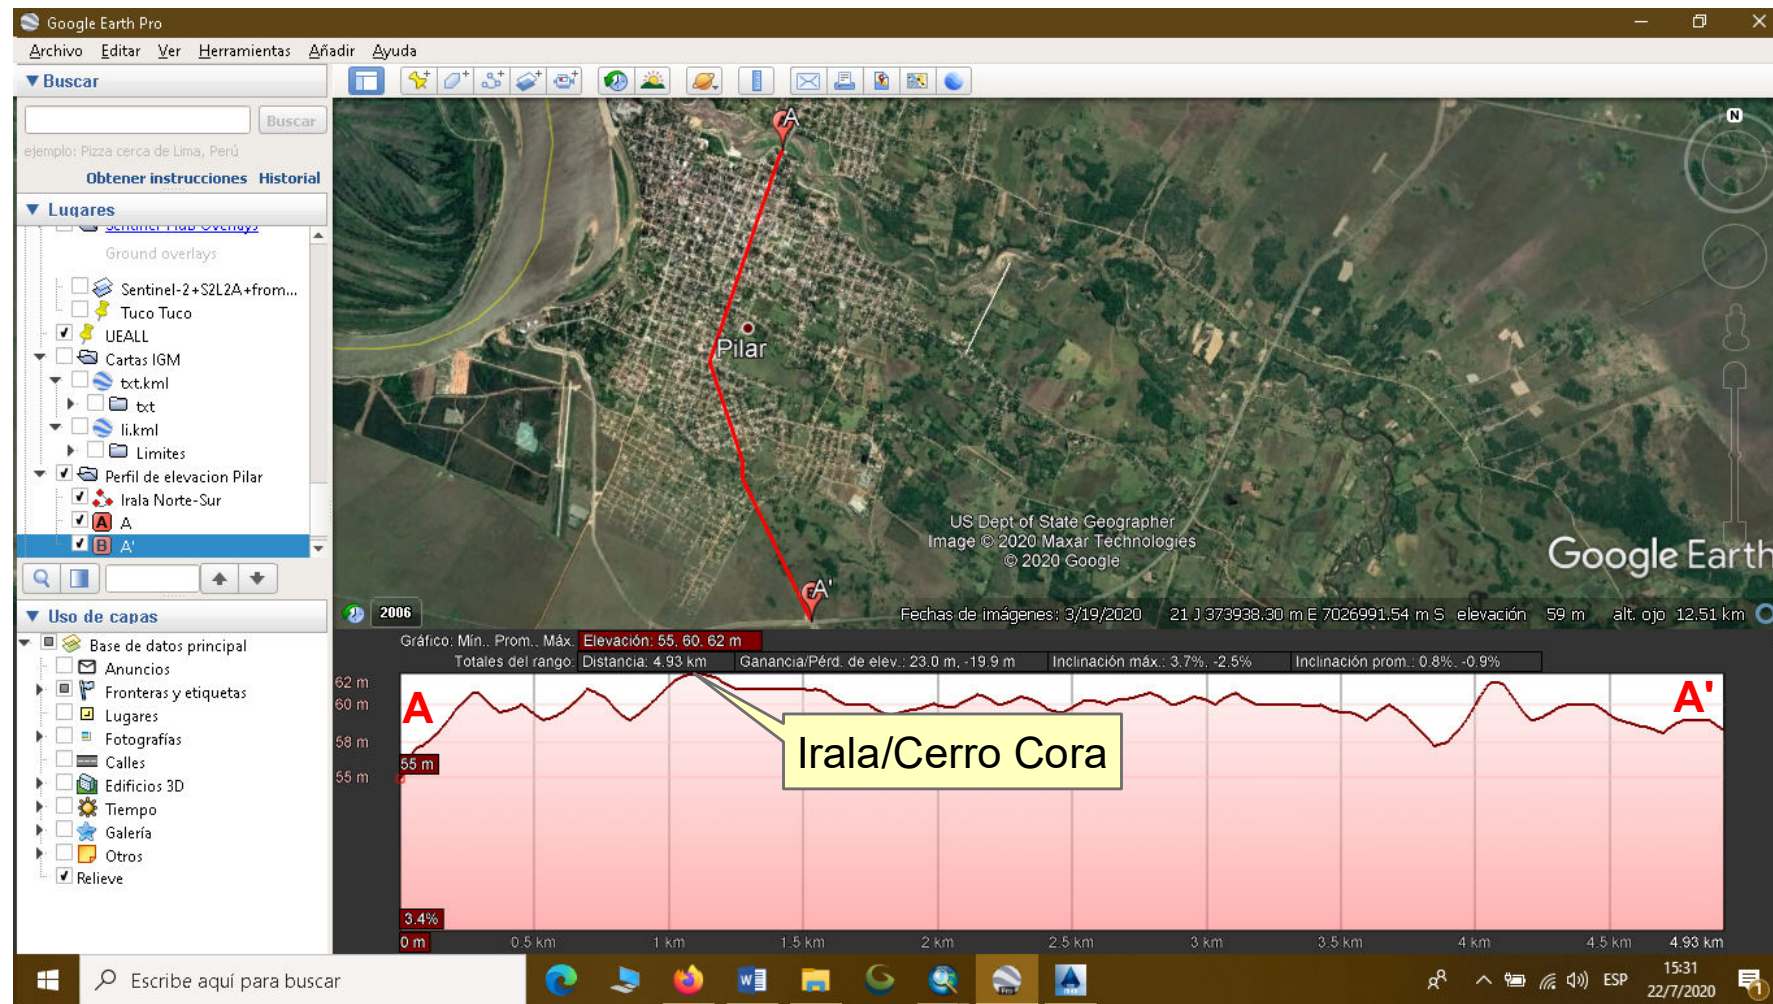 Google Earth Pro
Archivo Editar Ver Herramientas Añadir Ayuda
Buscar
Buscar
ejemplo: Pizza cerca de Lima, Perú
Obtener instrucciones Historial
Lugares
Sentinel Hub Overlays
Ground overlays
Sentinel-2+S2L2A+from...
Tuco Tuco
UEALL
Cartas IGM
txt.kml
txt
li.kml
Limites
Perfil de elevacion Pilar
Irala Norte-Sur
A A
B A'
Uso de capas
Base de datos principal
Anuncios
Fronteras y etiquetas
Lugares
Fotografías
Calles
Edificios 3D
Tiempo
Galería
Otros
Relieve
A
N
Pilar
US Dept of State Geographer
Image © 2020 Maxar Technologies
© 2020 Google
Google Earth
A'
2006
Fechas de imágenes: 3/19/2020 21 J 373938.30 m E 7026991.54 m S elevación 59 m alt. ojo 12.51 km
Gráfico: Mín., Prom., Máx. Elevación: 55, 60, 62 m
Totales del rango: Distancia: 4.93 km Ganancia/Pérd. de elev.: 23.0 m, -19.9 m Inclinación máx.: 3.7%, -2.5% Inclinación prom.: 0.8%, -0.9%
62 m
60 m
58 m
55 m
A
A'
55 m
Irala/Cerro Cora
3.4%
0 m 0.5 km 1 km 1.5 km 2 km 2.5 km 3 km 3.5 km 4 km 4.5 km 4.93 km
Escribe aquí para buscar
ESP
15:31
22/7/2020
1